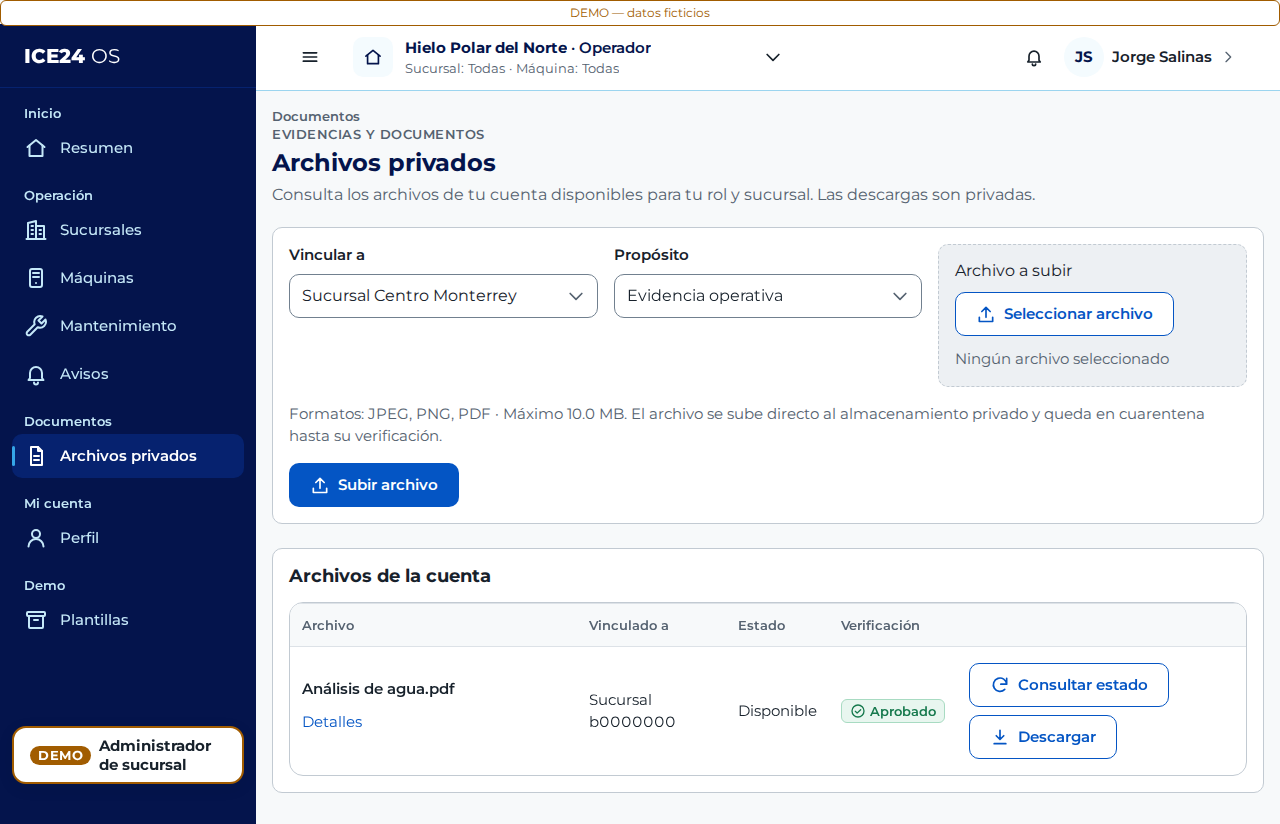 DEMO — datos ficticios
ICE24 OS
Inicio
Resumen
Operación
Sucursales
Máquinas
Mantenimiento
Avisos
Documentos
Archivos privados
Mi cuenta
Perfil
Demo
Plantillas
DEMO
Administrador
de sucursal
Hielo Polar del Norte · Operador
Sucursal: Todas · Máquina: Todas
JS
Jorge Salinas
Documentos
EVIDENCIAS Y DOCUMENTOS
Archivos privados
Consulta los archivos de tu cuenta disponibles para tu rol y sucursal. Las descargas son privadas.
Vincular a
Sucursal Centro Monterrey
Propósito
Evidencia operativa
Archivo a subir
Seleccionar archivo
Ningún archivo seleccionado
Formatos: JPEG, PNG, PDF · Máximo 10.0 MB. El archivo se sube directo al almacenamiento privado y queda en cuarentena
hasta su verificación.
Subir archivo
Archivos de la cuenta
Archivo Vinculado a Estado Verificación
Análisis de agua.pdf
Detalles
Sucursal
b0000000
Disponible
Aprobado
Consultar estado
Descargar